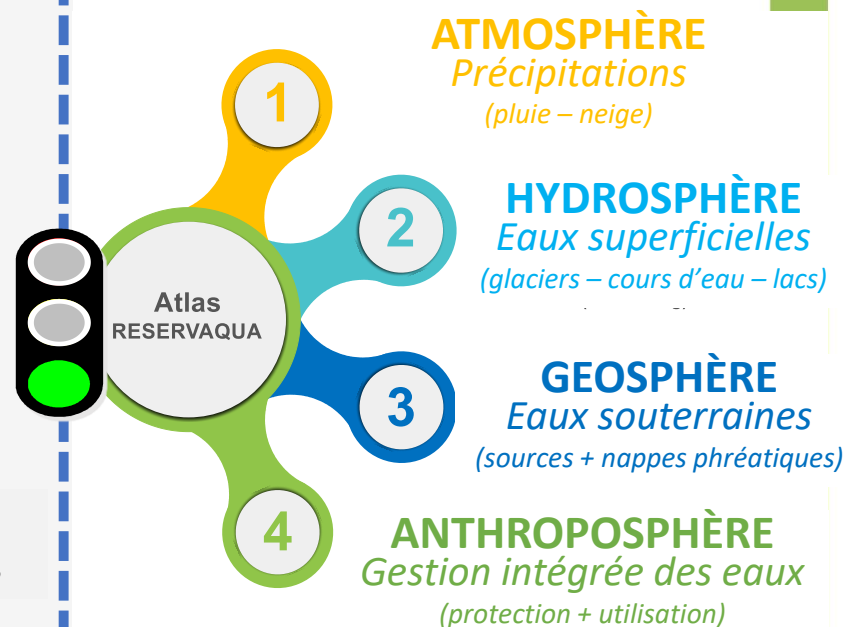 ATMOSPHÈRE
Précipitations
(pluie – neige)
1
HYDROSPHÈRE
Eaux superficielles
(glaciers – cours d'eau – lacs)
2
Atlas
RESERVAQUA
GEOSPHÈRE
Eaux souterraines
(sources + nappes phréatiques)
3
ANTHROPOSPHÈRE
Gestion intégrée des eaux
(protection + utilisation)
4